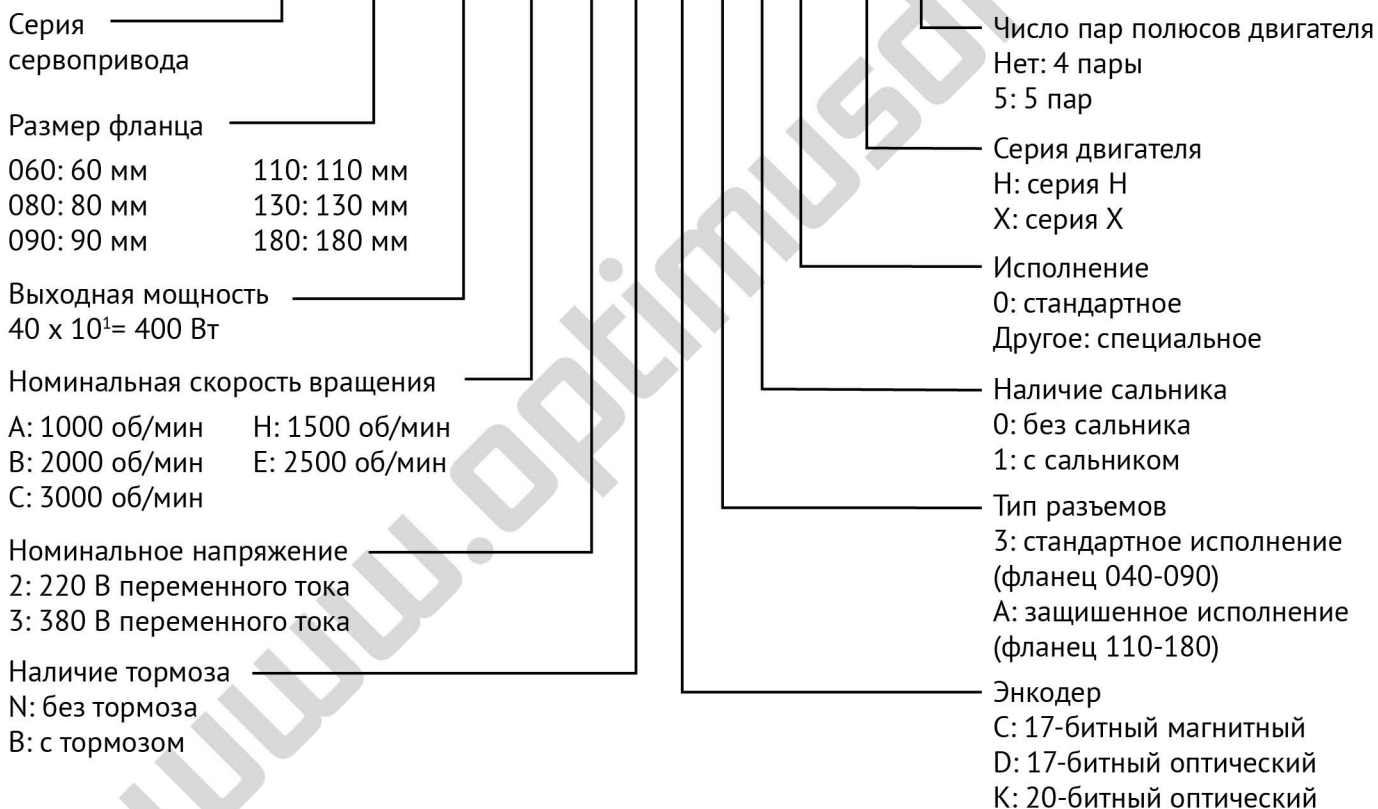 Серия
сервопривода
Размер фланца
060: 60 мм 110: 110 мм
080: 80 мм 130: 130 мм
090: 90 мм 180: 180 мм
Выходная мощность
40 x 10¹= 400 Вт
Номинальная скорость вращения
A: 1000 об/мин H: 1500 об/мин
B: 2000 об/мин E: 2500 об/мин
C: 3000 об/мин
Номинальное напряжение
2: 220 В переменного тока
3: 380 В переменного тока
Наличие тормоза
N: без тормоза
B: с тормозом
Число пар полюсов двигателя
Нет: 4 пары
5: 5 пар
Серия двигателя
H: серия H
X: серия X
Исполнение
0: стандартное
Другое: специальное
Наличие сальника
0: без сальника
1: с сальником
Тип разъемов
3: стандартное исполнение
(фланец 040-090)
A: защишенное исполнение
(фланец 110-180)
Энкодер
C: 17-битный магнитный
D: 17-битный оптический
K: 20-битный оптический